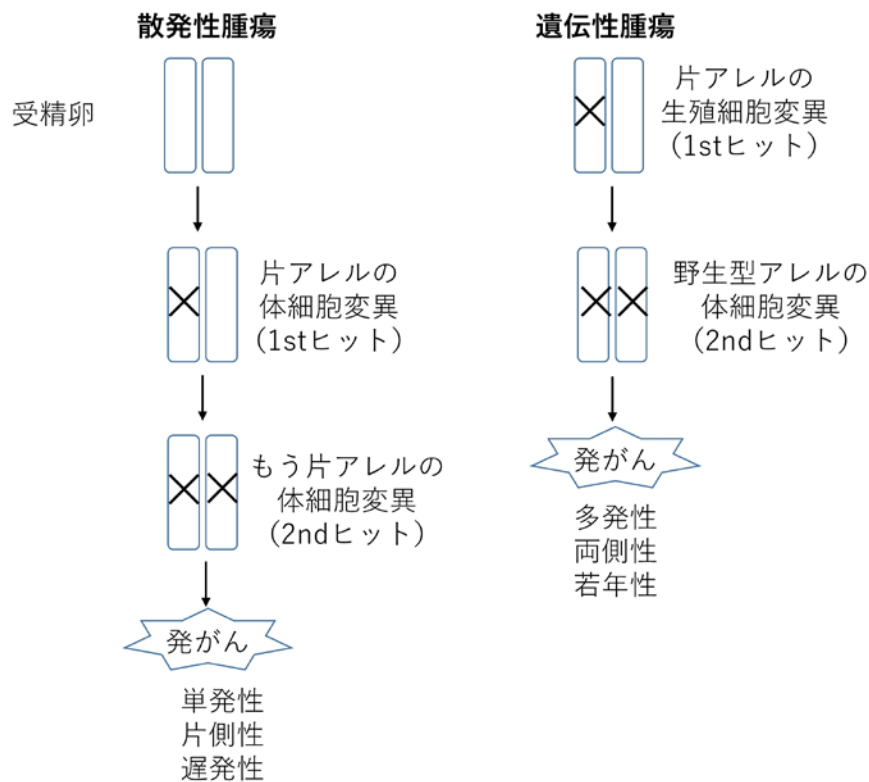 散発性腫瘍
受精卵
片アレルの
体細胞変異
(1stヒット)
もう片アレルの
体細胞変異
(2ndヒット)
発がん
単発性
片側性
遅発性
遺伝性腫瘍
片アレルの
生殖細胞変異
(1stヒット)
野生型アレルの
体細胞変異
(2ndヒット)
発がん
多発性
両側性
若年性